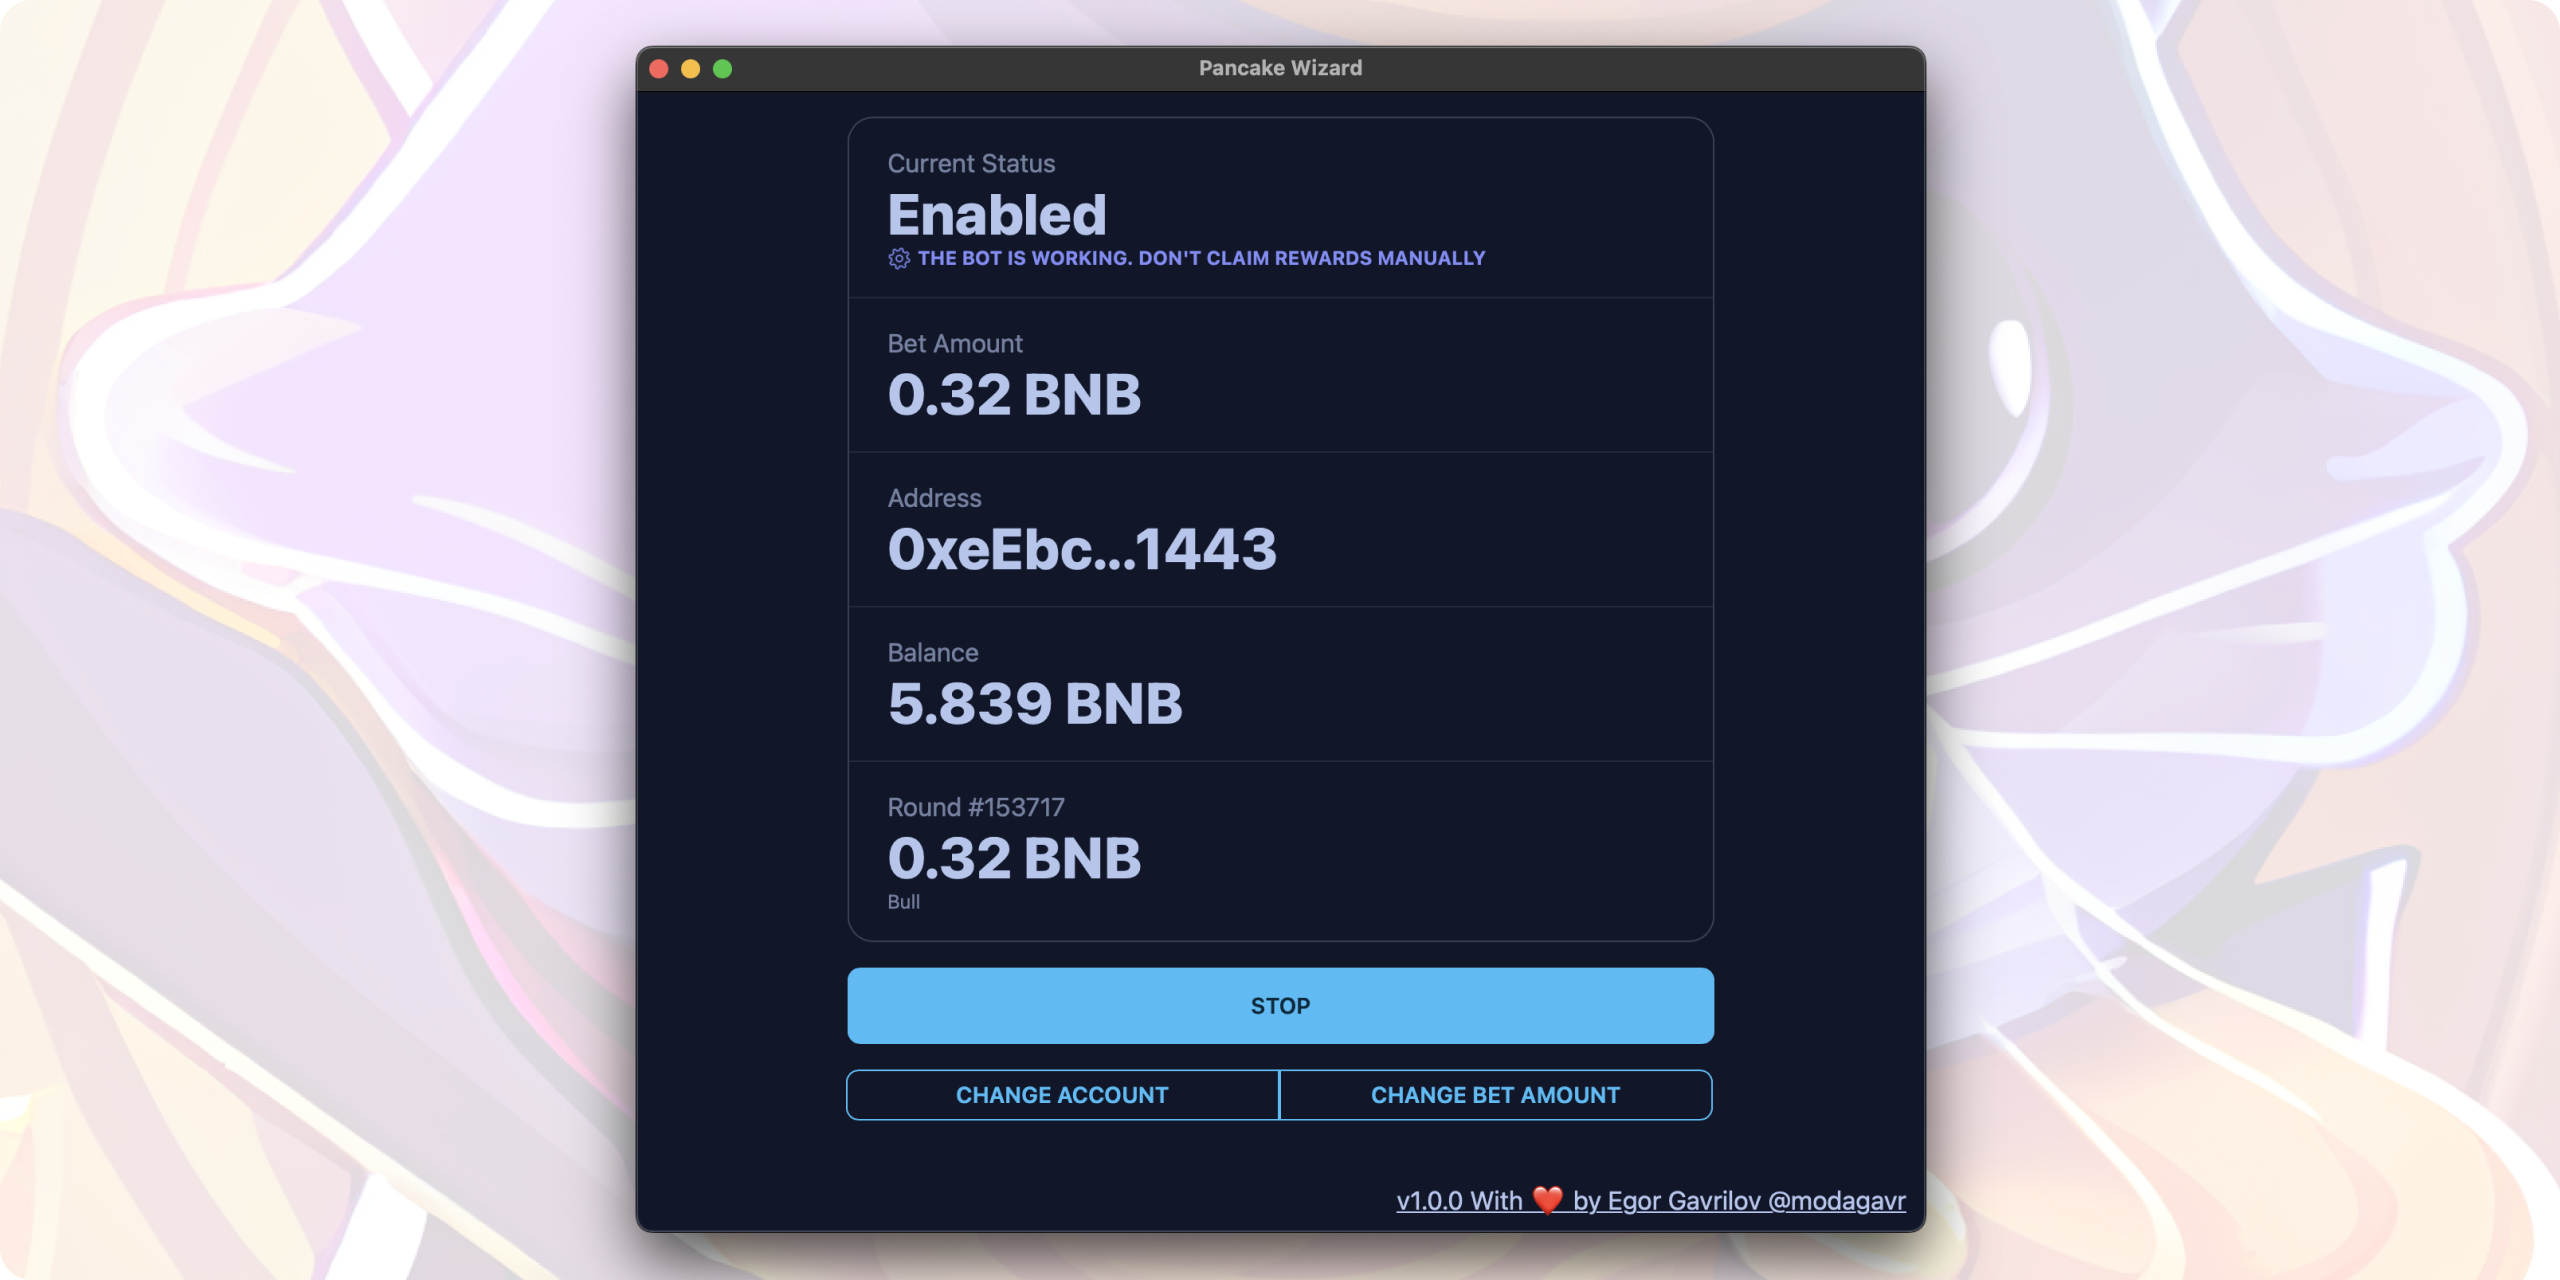 Pancake Wizard
Current Status
Enabled
THE BOT IS WORKING. DON'T CLAIM REWARDS MANUALLY
Bet Amount
0.32 BNB
Address
0xeEbc...1443
Balance
5.839 BNB
Round #153717
0.32 BNB
Bull
STOP
CHANGE ACCOUNT
CHANGE BET AMOUNT
v1.0.0 With ❤️ by Egor Gavrilov @modagavr